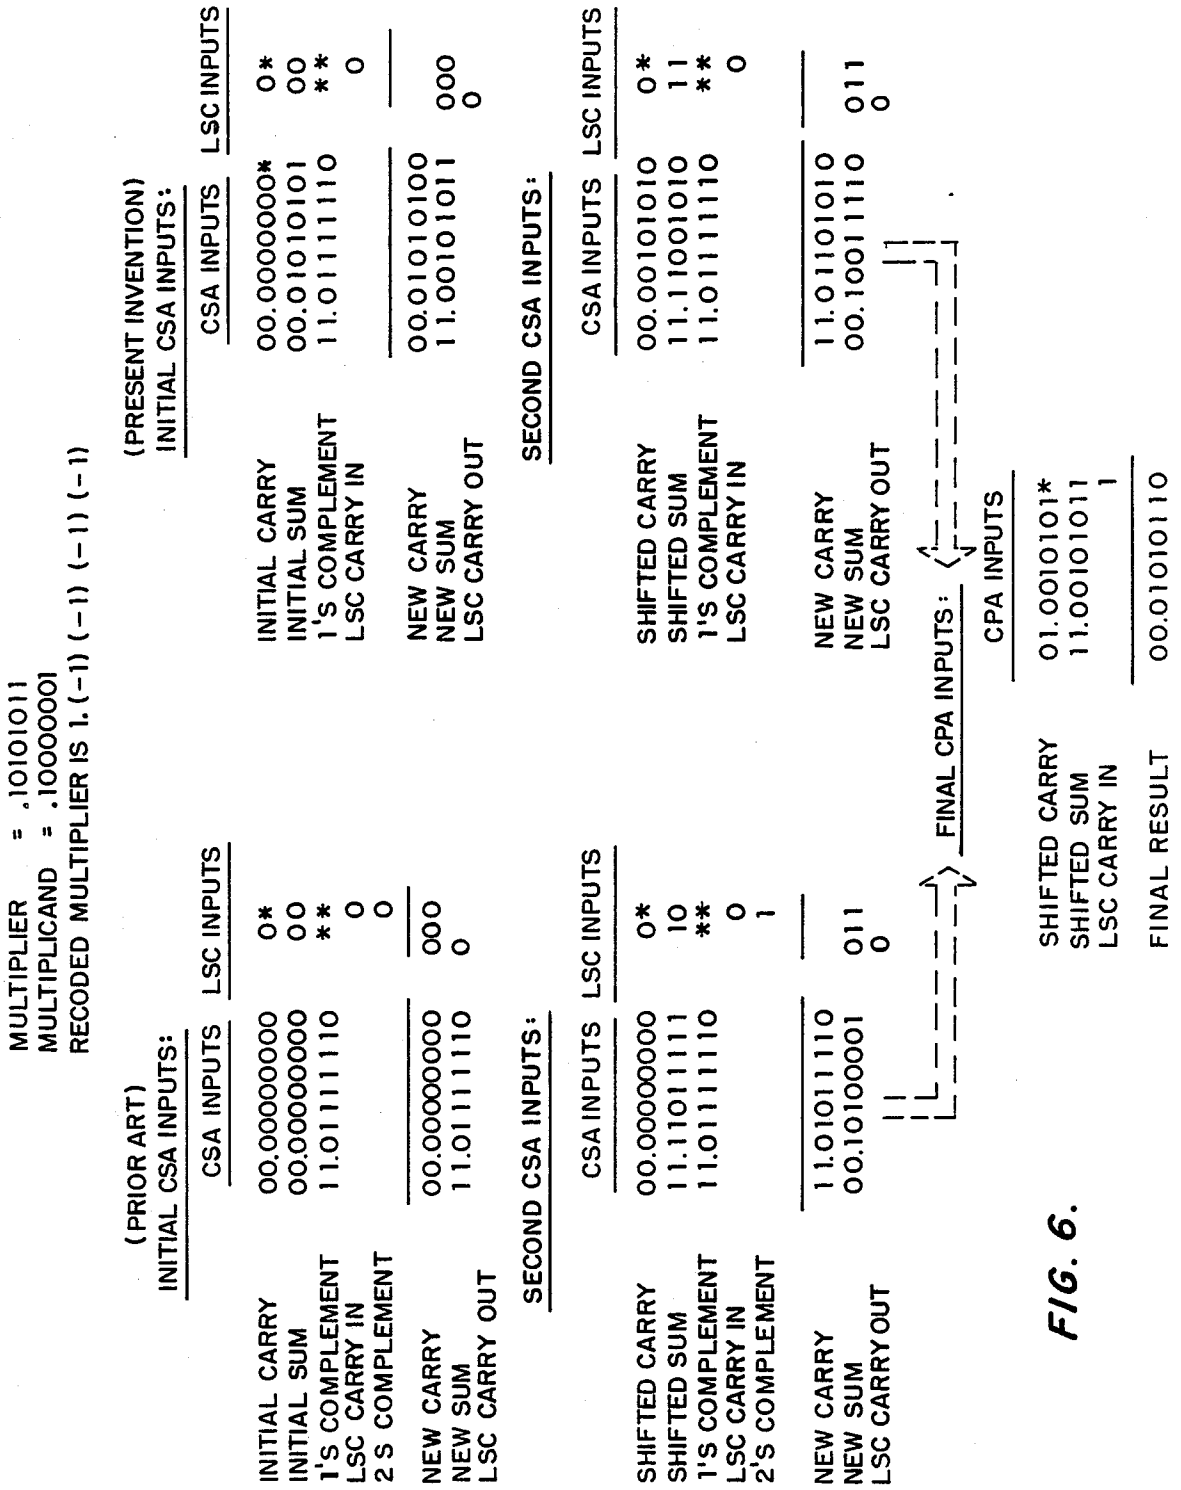 MULTIPLIER = .1010111
MULTIPLICAND = .10000001
RECODED MULTIPLIER IS 1. (-1) (-1) (-1) (-1)
(PRIOR ART)
INITIAL CSA INPUTS:
CSA INPUTS LSC INPUTS
INITIAL CARRY 00.00000000 0*
INITIAL SUM 00.00000000 00
1'S COMPLEMENT 11.01111110 **
LSC CARRY IN 0
2 S COMPLEMENT 0
NEW CARRY 00.00000000 000
NEW SUM 11.01111110 0
LSC CARRY OUT
SECOND CSA INPUTS:
CSA INPUTS LSC INPUTS
SHIFTED CARRY 00.00000000 0*
SHIFTED SUM 11.11011111 10
1'S COMPLEMENT 11.01111110 **
LSC CARRY IN 0
2'S COMPLEMENT 1
NEW CARRY 11.01011110 011
NEW SUM 00.10100001 0
LSC CARRY OUT
(PRESENT INVENTION)
INITIAL CSA INPUTS:
CSA INPUTS LSC INPUTS
INITIAL CARRY 00.0000000* 0*
INITIAL SUM 00.01010101 00
1'S COMPLEMENT 11.01111110 **
LSC CARRY IN 0
NEW CARRY 00.01010100 000
NEW SUM 11.00101011 0
LSC CARRY OUT
SECOND CSA INPUTS:
CSA INPUTS LSC INPUTS
SHIFTED CARRY 00.00101010 0*
SHIFTED SUM 11.11001010 11
1'S COMPLEMENT 11.01111110 **
LSC CARRY IN 0
NEW CARRY 11.01101010 011
NEW SUM 00.10011110 0
LSC CARRY OUT
FINAL CPA INPUTS:
CPA INPUTS
SHIFTED CARRY 01.0010101*
SHIFTED SUM 11.00101011
LSC CARRY IN 1
FINAL RESULT 00.01010110
FIG. 6.